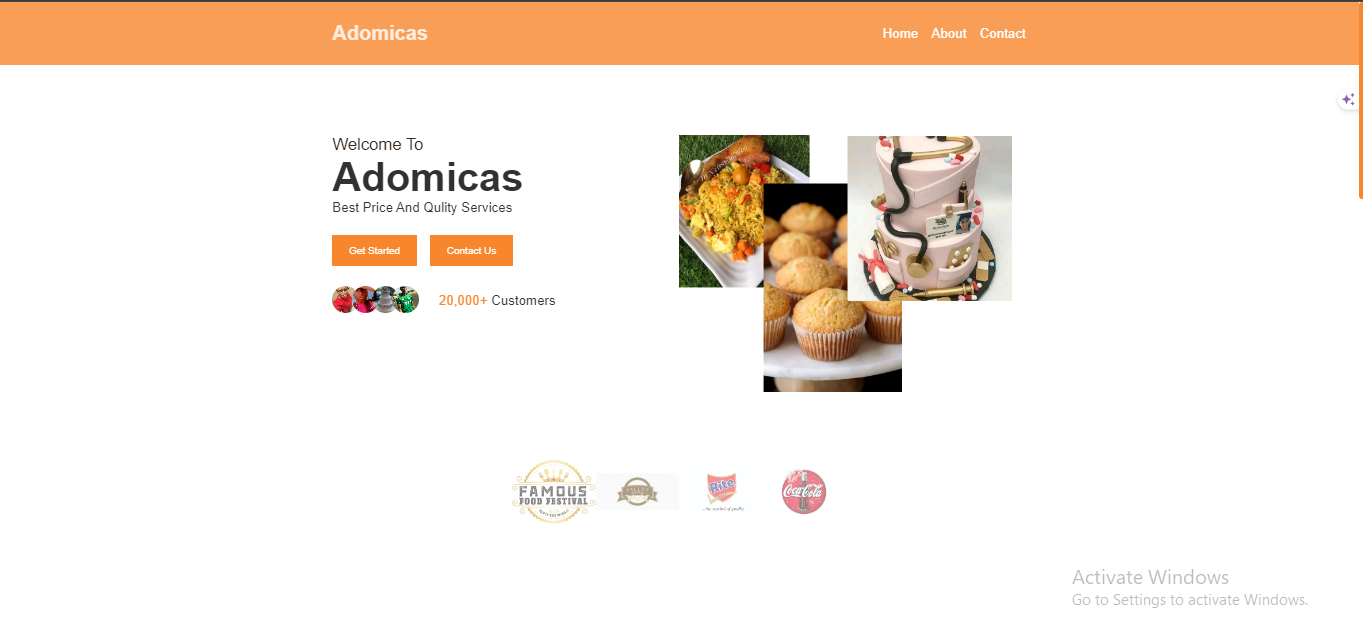 Adomicas
Home About Contact
Welcome To
Adomicas
Best Price And Qulity Services
Get Started Contact Us
20,000+ Customers
FAMOUS
FOOD FESTIVAL
Rite
Coca-Cola
Activate Windows
Go to Settings to activate Windows.